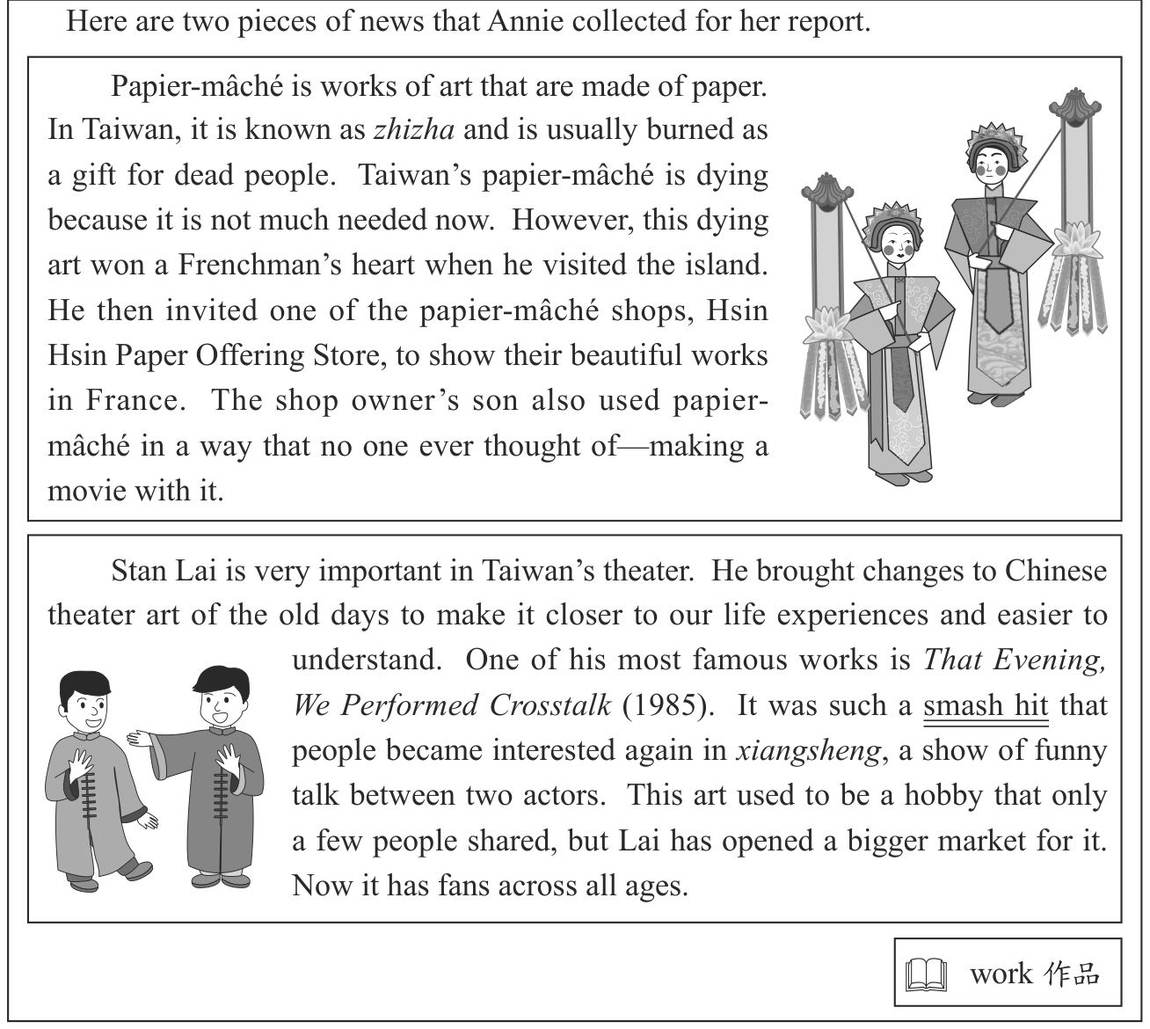 Here are two pieces of news that Annie collected for her report.
Papier-mâché is works of art that are made of paper.
In Taiwan, it is known as zhizha and is usually burned as
a gift for dead people. Taiwan's papier-mâché is dying
because it is not much needed now. However, this dying
art won a Frenchman's heart when he visited the island.
He then invited one of the papier-mâché shops, Hsin
Hsin Paper Offering Store, to show their beautiful works
in France. The shop owner's son also used papier-
mâché in a way that no one ever thought of—making a
movie with it.
Stan Lai is very important in Taiwan's theater. He brought changes to Chinese
theater art of the old days to make it closer to our life experiences and easier to
understand. One of his most famous works is That Evening,
We Performed Crosstalk (1985). It was such a smash hit that
people became interested again in xiangsheng, a show of funny
talk between two actors. This art used to be a hobby that only
a few people shared, but Lai has opened a bigger market for it.
Now it has fans across all ages.
work 作品